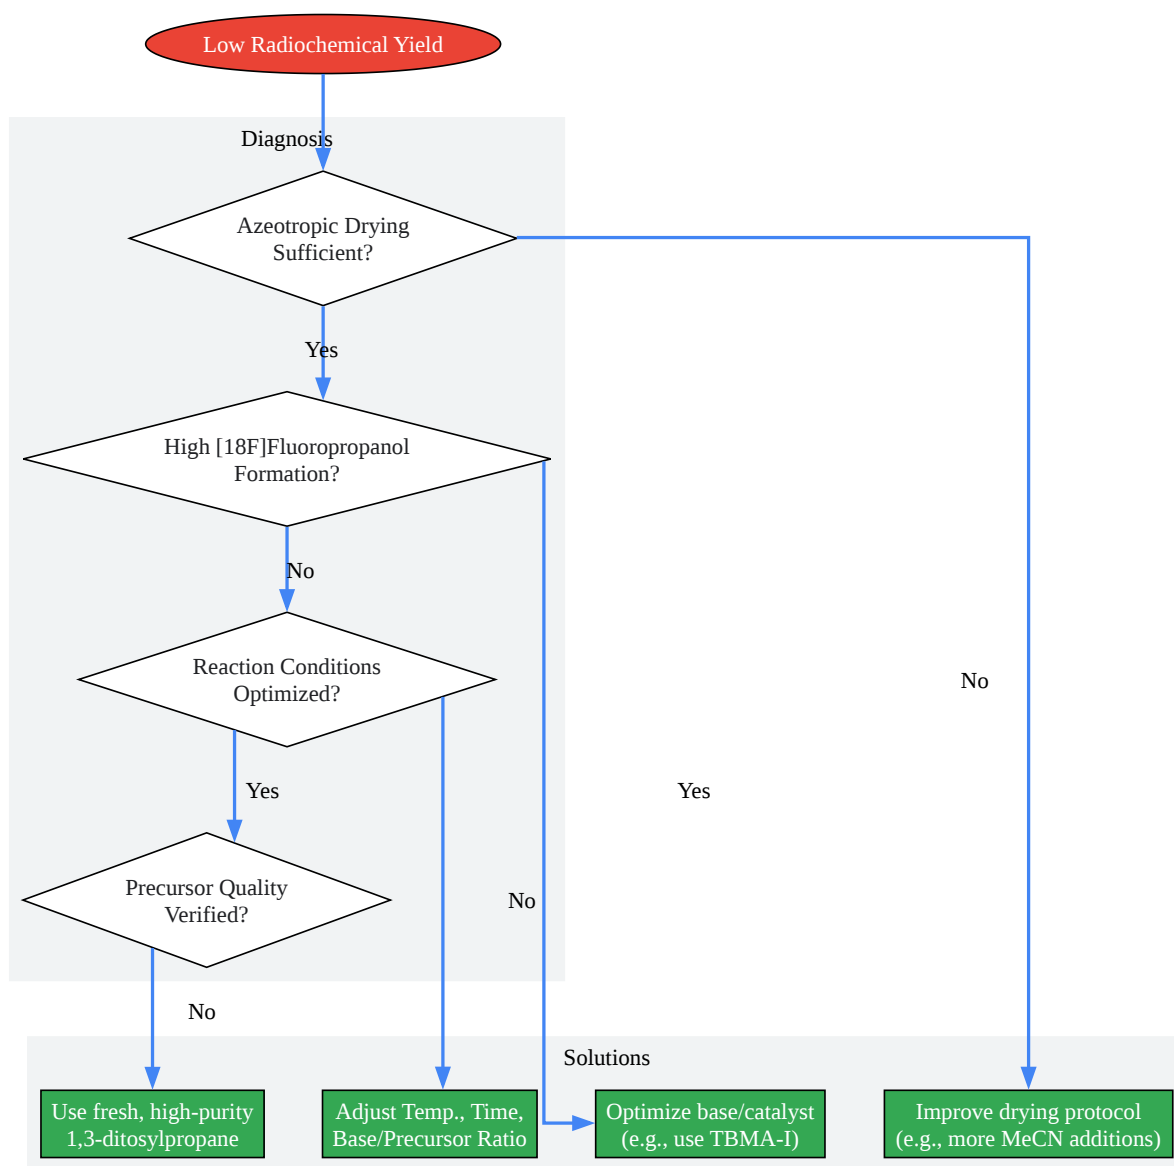 Low Radiochemical Yield
Diagnosis
Azeotropic Drying
Sufficient?
Yes
High [18F]Fluoropropanol
Formation?
No
Reaction Conditions
Optimized?
No
Yes
Yes
Precursor Quality
Verified?
No
No
Solutions
Use fresh, high-purity
1,3-ditosylpropane
Adjust Temp., Time,
Base/Precursor Ratio
Optimize base/catalyst
(e.g., use TBMA-I)
Improve drying protocol
(e.g., more MeCN additions)